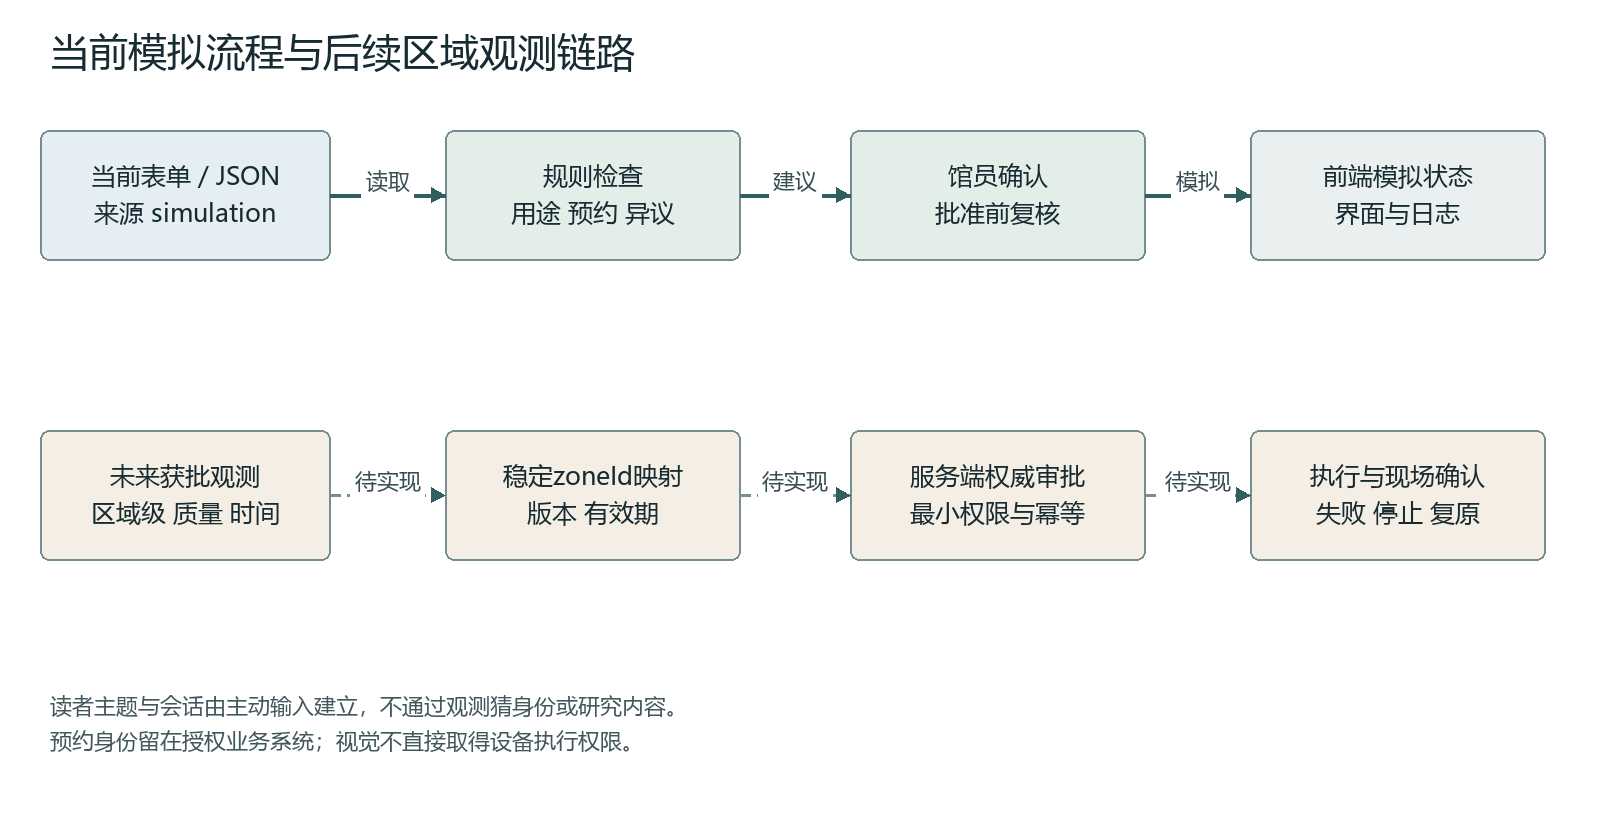 当前模拟流程与后续区域观测链路
当前表单 / JSON
来源 simulation
读取
规则检查
用途 预约 异议
建议
馆员确认
批准前复核
模拟
前端模拟状态
界面与日志
未来获批观测
区域级 质量 时间
待实现
稳定zoneId映射
版本 有效期
待实现
服务端权威审批
最小权限与幂等
待实现
执行与现场确认
失败 停止 复原
读者主题与会话由主动输入建立，不通过观测猜身份或研究内容。
预约身份留在授权业务系统；视觉不直接取得设备执行权限。